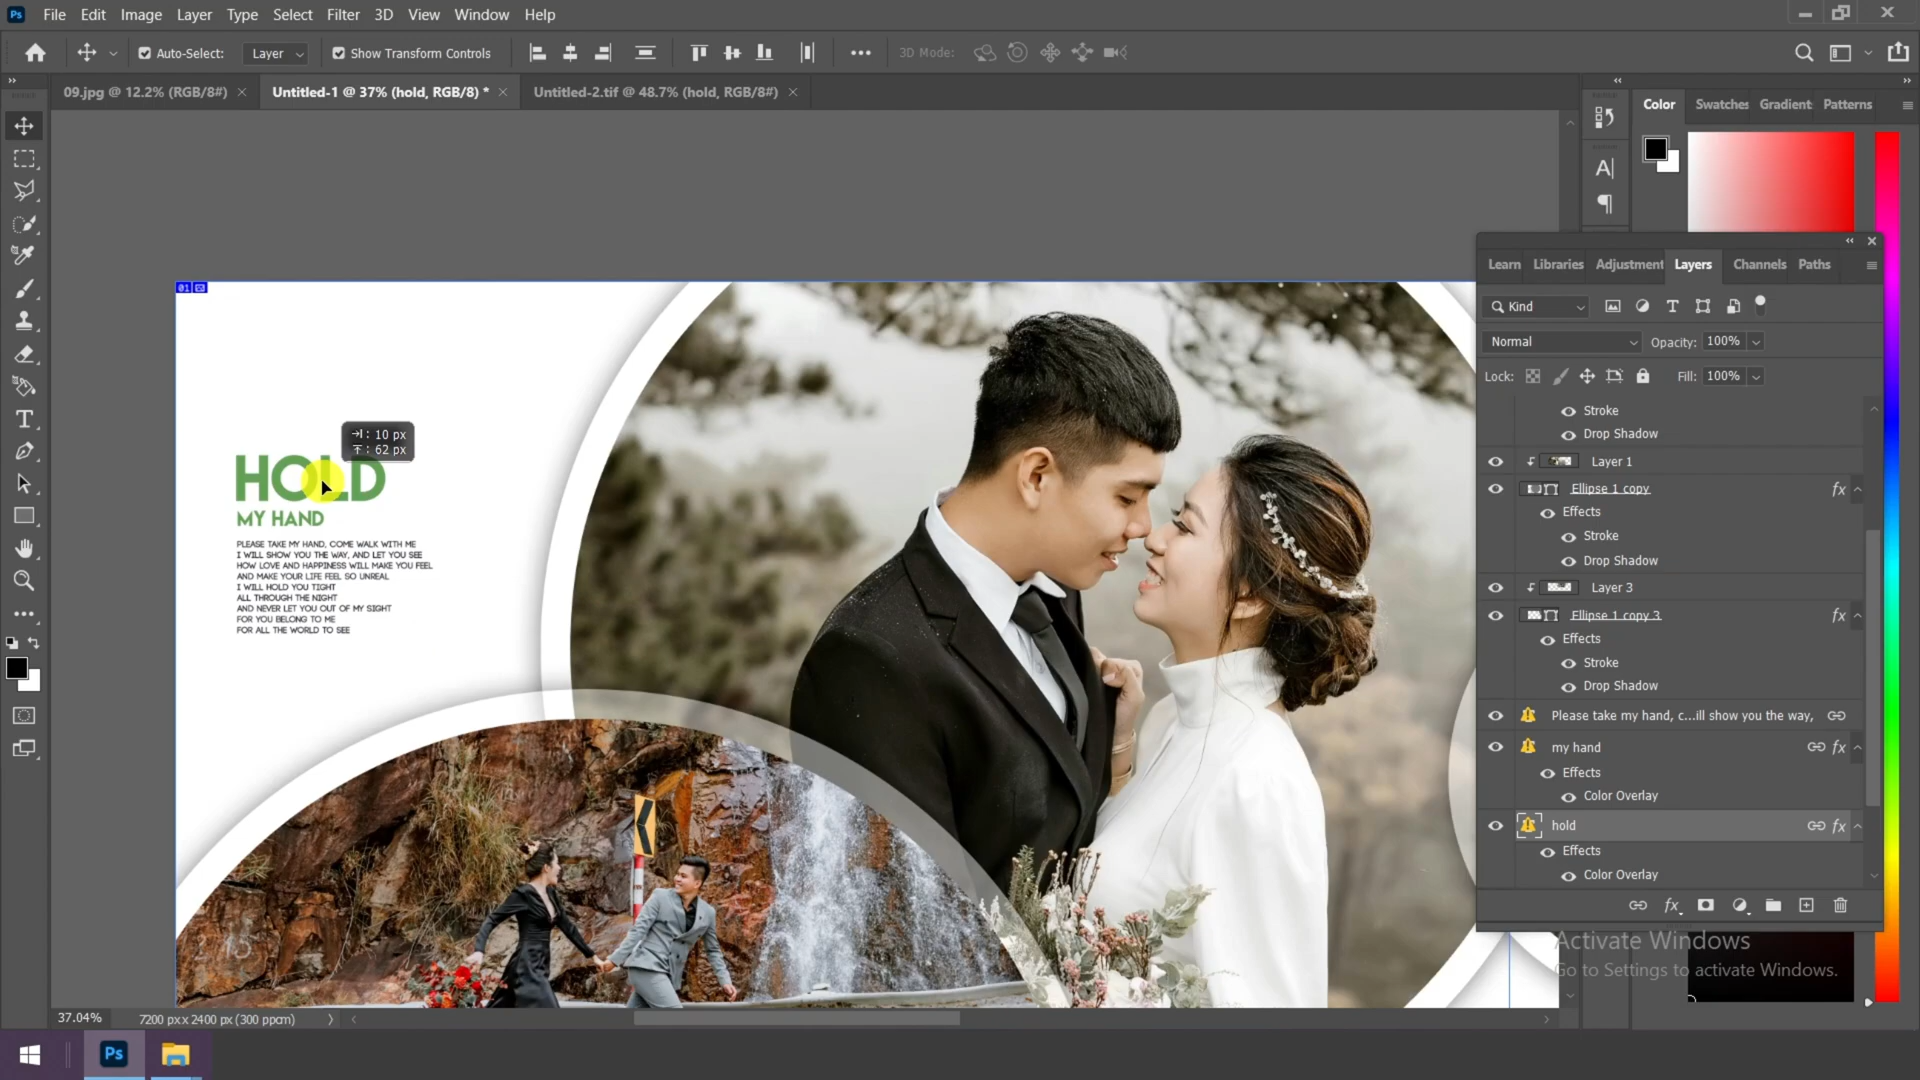 Ps File Edit Image Layer Type Select Filter 3D View Window Help
Auto-Select: Layer Show Transform Controls 3D Mode:
09.jpg @ 12.2% (RGB/8#) Untitled-1 @ 37% (hold, RGB/8) * Untitled-2.tif @ 48.7% (hold, RGB/8#)
Color Swatches Gradient Patterns
Learn Libraries Adjustment Layers Channels Paths
Kind
Normal Opacity: 100%
Lock: Fill: 100%
Stroke
Drop Shadow
Layer 1
Ellipse 1 copy fx
Effects
Stroke
Drop Shadow
Layer 3
Ellipse 1 copy 3 fx
Effects
Stroke
Drop Shadow
Please take my hand, c...ill show you the way,
my hand fx
Effects
Color Overlay
hold fx
Effects
Color Overlay
fx
01
: 10 px
: 62 px
HOLD
MY HAND
PLEASE TAKE MY HAND, COME WALK WITH ME
I WILL SHOW YOU THE WAY, AND LET YOU SEE
HOW LOVE AND HAPPINESS WILL MAKE YOU FEEL
AND MAKE YOUR LIFE FEEL SO UNREAL
I WILL HOLD YOU TIGHT
ALL THROUGH THE NIGHT
AND NEVER LET YOU OUT OF MY SIGHT
FOR YOU BELONG TO ME
FOR ALL THE WORLD TO SEE
Activate Windows
Go to Settings to activate Windows.
37.04% 7200 px x 2400 px (300 ppcm)
Ps